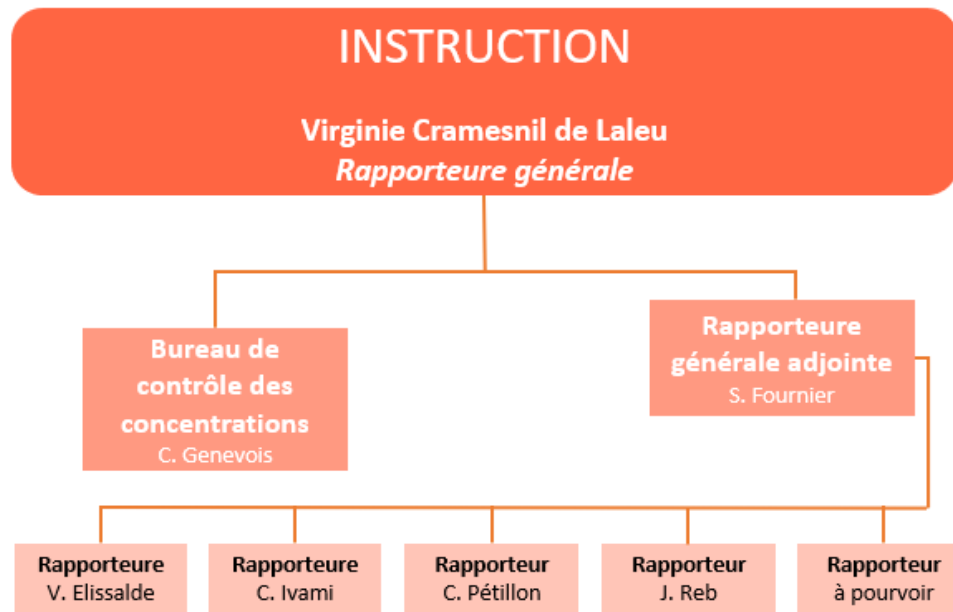 INSTRUCTION
Virginie Cramesnil de Laleu
Rapporteure générale
Bureau de
contrôle des
concentrations
C. Genevois
Rapporteure
générale adjointe
S. Fournier
Rapporteure
V. Elissalde
Rapporteure
C. Ivami
Rapporteur
C. Pétillon
Rapporteur
J. Reb
Rapporteur
à pourvoir